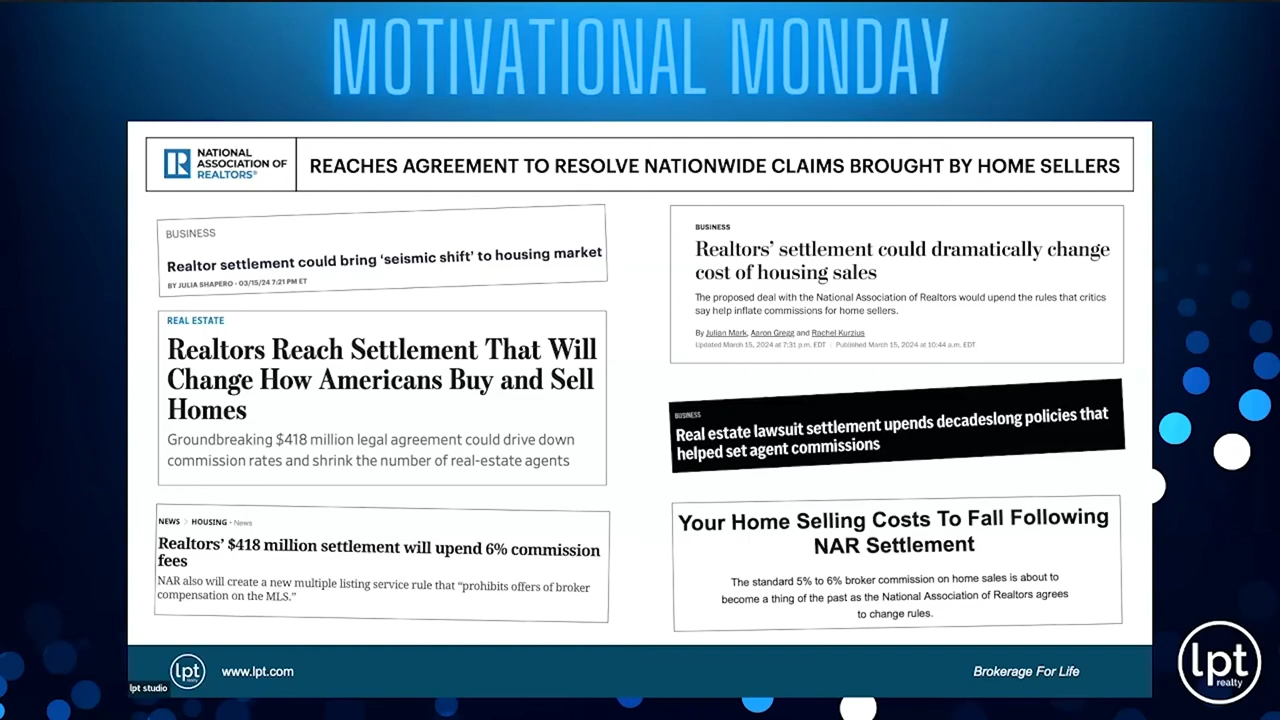 MOTIVATIONAL MONDAY
NATIONAL
ASSOCIATION OF
REALTORS®
REACHES AGREEMENT TO RESOLVE NATIONWIDE CLAIMS BROUGHT BY HOME SELLERS
BUSINESS
Realtor settlement could bring ‘seismic shift’ to housing market
BY JULIA SHAPERO - 03/15/24 7:21 PM ET
REAL ESTATE
Realtors Reach Settlement That Will
Change How Americans Buy and Sell
Homes
Groundbreaking $418 million legal agreement could drive down
commission rates and shrink the number of real-estate agents
NEWS > HOUSING • News
Realtors’ $418 million settlement will upend 6% commission
fees
NAR also will create a new multiple listing service rule that “prohibits offers of broker
compensation on the MLS.”
BUSINESS
Realtors’ settlement could dramatically change
cost of housing sales
The proposed deal with the National Association of Realtors would upend the rules that critics
say help inflate commissions for home sellers.
By Julian Mark, Aaron Gregg and Rachel Kurzius
Updated March 15, 2024 at 7:31 p.m. EDT | Published March 15, 2024 at 10:44 a.m. EDT
BUSINESS
Real estate lawsuit settlement upends decadeslong policies that
helped set agent commissions
Your Home Selling Costs To Fall Following
NAR Settlement
The standard 5% to 6% broker commission on home sales is about to
become a thing of the past as the National Association of Realtors agrees
to change rules.
lpt
www.lpt.com
Brokerage For Life
lpt studio
lpt
realty